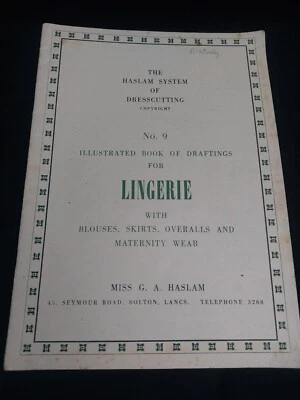 THE
HASLAM SYSTEM
OF
DRESSCUTTING
COPYRIGHT
No. 9
ILLUSTRATED BOOK OF DRAFTINGS
FOR
LINGERIE
WITH
BLOUSES, SKIRTS, OVERALLS AND
MATERNITY WEAR
MISS G. A. HASLAM
SEYMOUR ROAD, BOLTON, LANCS. TELEPHONE 3288